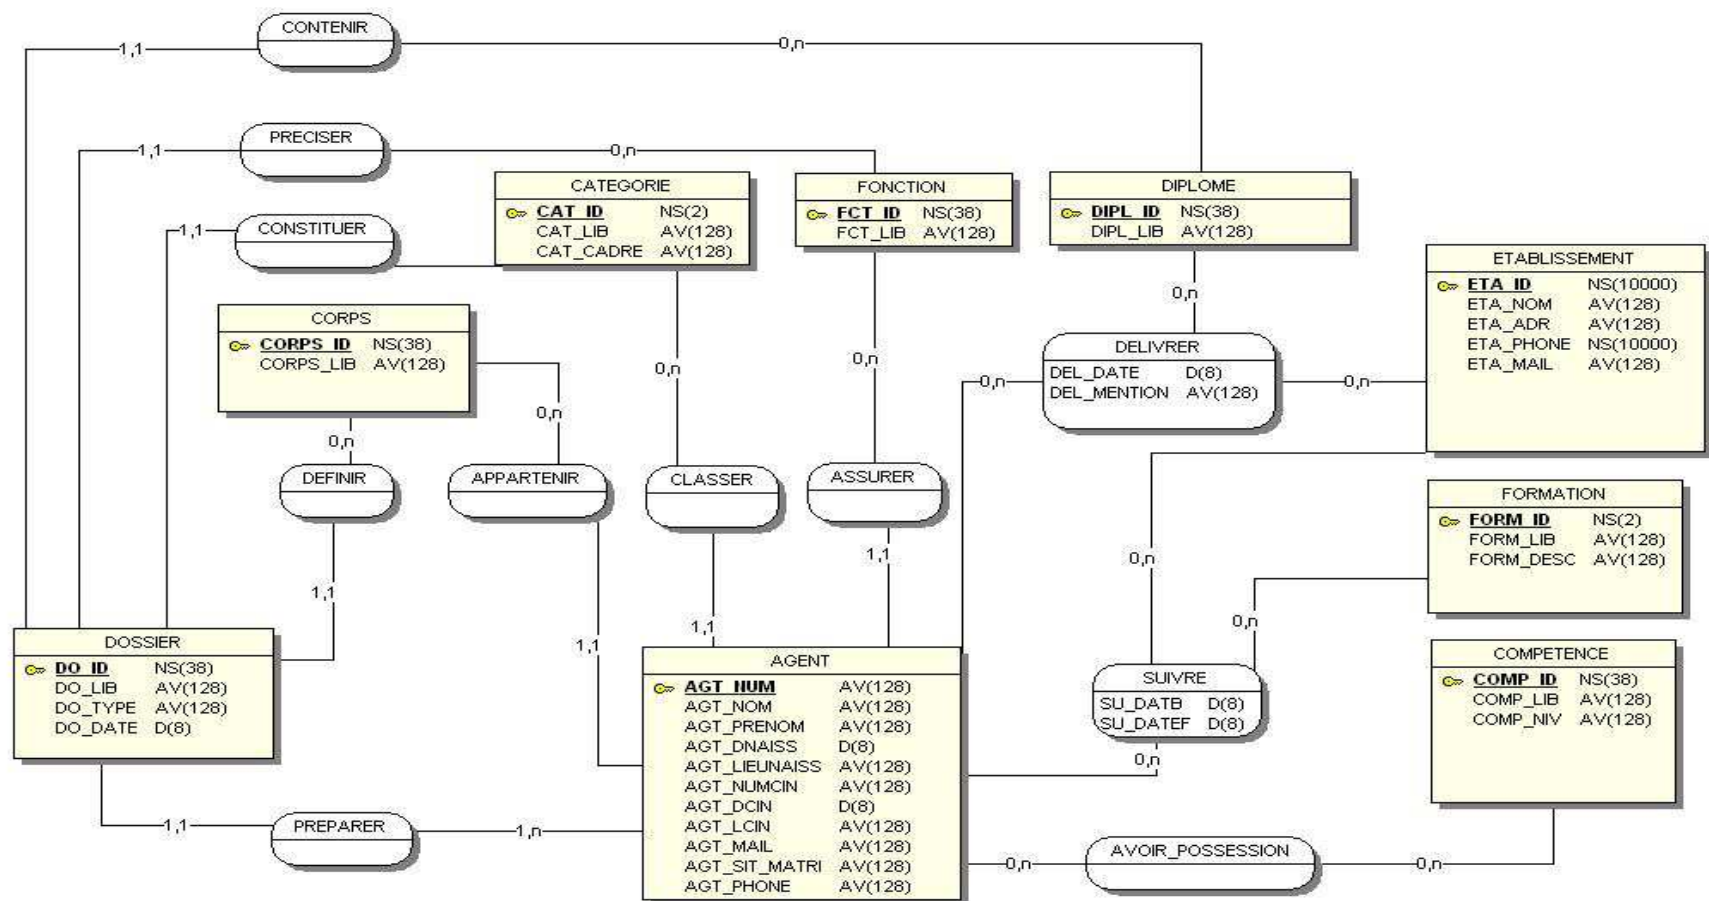 CONTENIR
1,1
0,n
PRECISER
1,1
0,n
CONSTITUER
1,1
CATEGORIE
CAT_ID NS(2)
CAT_LIB AV(128)
CAT_CADRE AV(128)
FONCTION
FCT_ID NS(38)
FCT_LIB AV(128)
DIPLOME
DIPL_ID NS(38)
DIPL_LIB AV(128)
ETABLISSEMENT
ETA_ID NS(10000)
ETA_NOM AV(128)
ETA_ADR AV(128)
ETA_PHONE NS(10000)
ETA_MAIL AV(128)
CORPS
CORPS_ID NS(38)
CORPS_LIB AV(128)
0,n
0,n
0,n
0,n
0,n
DELIVRER
DEL_DATE D(8)
DEL_MENTION AV(128)
0,n
0,n
DEFINIR
APPARTENIR
CLASSER
ASSURER
FORMATION
FORM_ID NS(2)
FORM_LIB AV(128)
FORM_DESC AV(128)
0,n
0,n
1,1
1,1
1,1
1,1
DOSSIER
DO_ID NS(38)
DO_LIB AV(128)
DO_TYPE AV(128)
DO_DATE D(8)
AGENT
AGT_NUM AV(128)
AGT_NOM AV(128)
AGT_PRENOM AV(128)
AGT_DNAISS D(8)
AGT_LIEUNAISS AV(128)
AGT_NUMCIN AV(128)
AGT_DCIN D(8)
AGT_LCIN AV(128)
AGT_MAIL AV(128)
AGT_SIT_MATRI AV(128)
AGT_PHONE AV(128)
SUIVRE
SU_DATB D(8)
SU_DATEF D(8)
0,n
COMPETENCE
COMP_ID NS(38)
COMP_LIB AV(128)
COMP_NIV AV(128)
1,1
PREPARER
1,n
0,n
AVOIR_POSSESSION
0,n